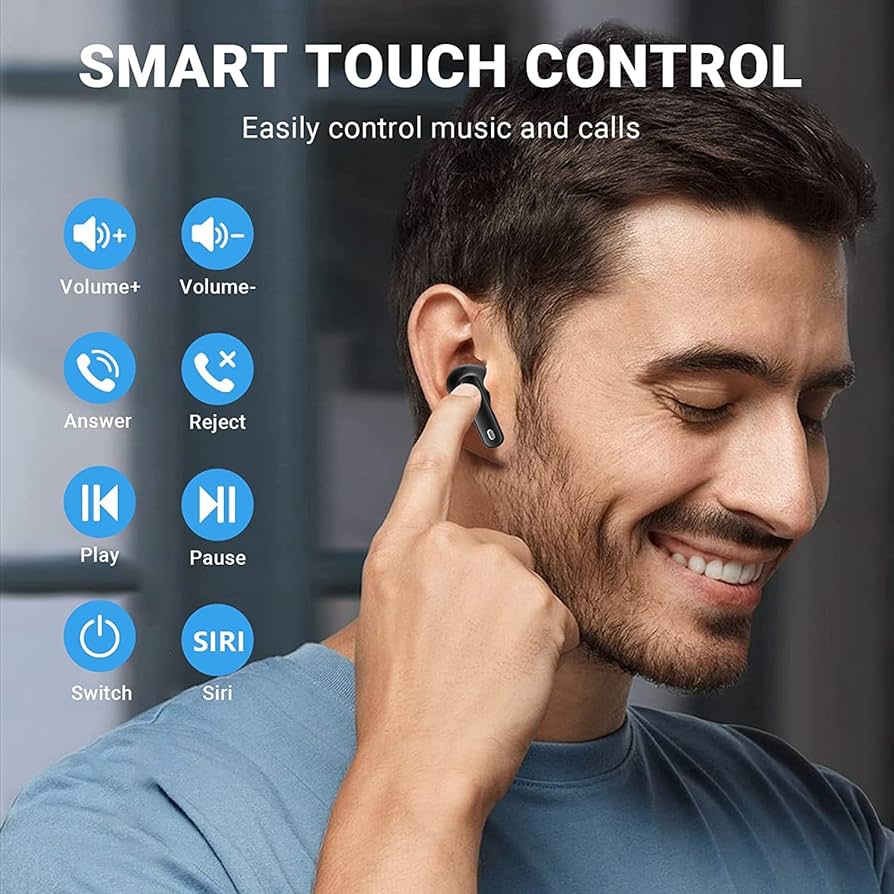 SMART TOUCH CONTROL
Easily control music and calls
Volume+ Volume-
Answer Reject
Play Pause
SIRI
Switch Siri